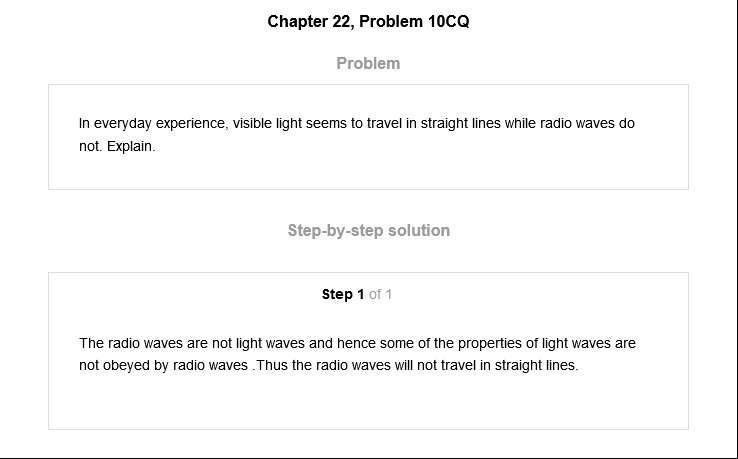 Chapter 22, Problem 10CQ
Problem
In everyday experience, visible light seems to travel in straight lines while radio waves do
not. Explain.
Step-by-step solution
Step 1 of 1
The radio waves are not light waves and hence some of the properties of light waves are
not obeyed by radio waves .Thus the radio waves will not travel in straight lines.